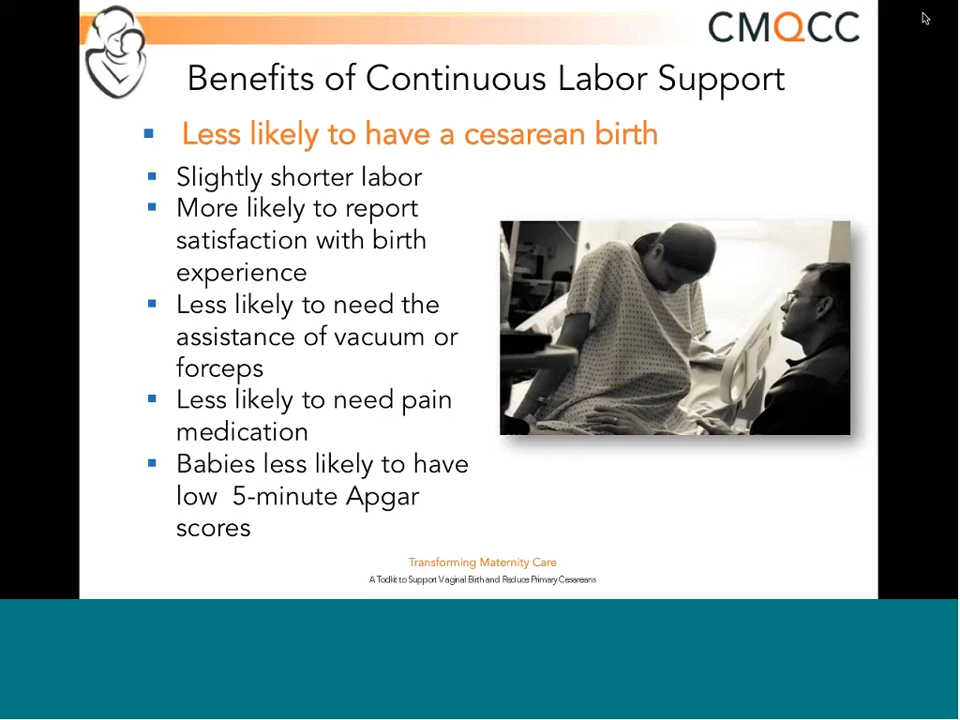 CMQCC
Benefits of Continuous Labor Support
Less likely to have a cesarean birth
Slightly shorter labor
More likely to report
satisfaction with birth
experience
Less likely to need the
assistance of vacuum or
forceps
Less likely to need pain
medication
Babies less likely to have
low 5-minute Apgar
scores
Transforming Maternity Care
A Toolkit to Support Vaginal Birth and Reduce Primary Cesareans